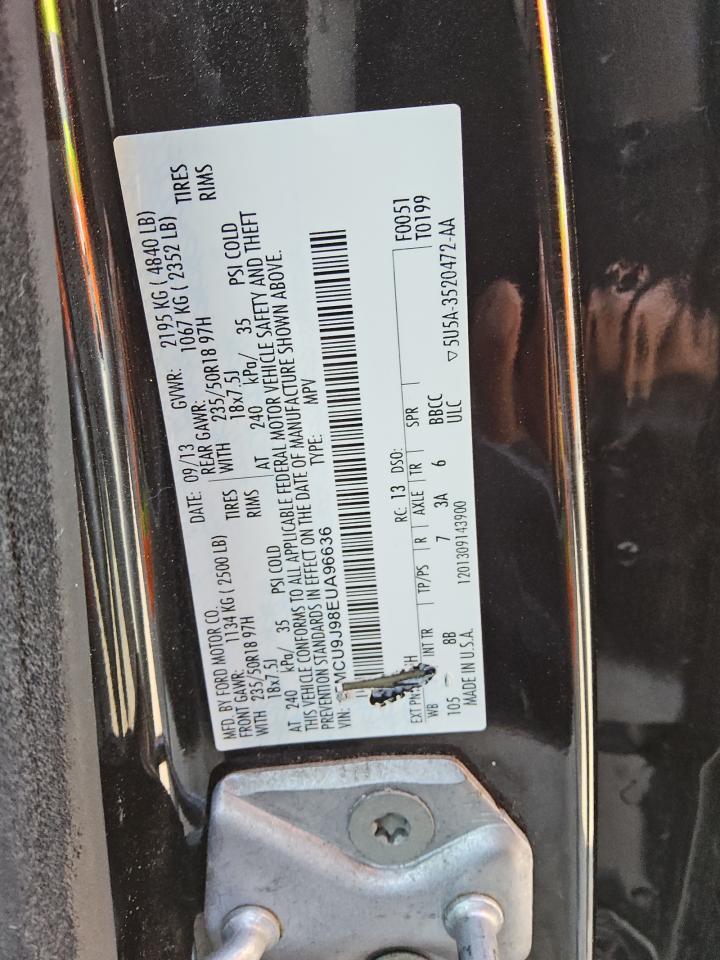 MFD. BY FORD MOTOR CO.
DATE: 09/13 GVWR: 2195 KG ( 4840 LB)
FRONT GAWR: 1134 KG ( 2500 LB) REAR GAWR: 1067 KG ( 2352 LB)
WITH 235/50R18 97H TIRES WITH 235/50R18 97H TIRES
18x7.5J RIMS 18x7.5J RIMS
AT 240 kPa/ 35 PSI COLD AT 240 kPa/ 35 PSI COLD
THIS VEHICLE CONFORMS TO ALL APPLICABLE FEDERAL MOTOR VEHICLE SAFETY AND THEFT
PREVENTION STANDARDS IN EFFECT ON THE DATE OF MANUFACTURE SHOWN ABOVE.
VIN: MCU9J98EUA96636 TYPE: MPV
F0051
T0199
EXT PNT: RC: 13 DSO:
WB INT TR TP/PS R AXLE TR SPR
105 8B 7 3A 6 BBCC
ULC
MADE IN U.S.A. 1201309143900 ▽5U5A-3520472-AA